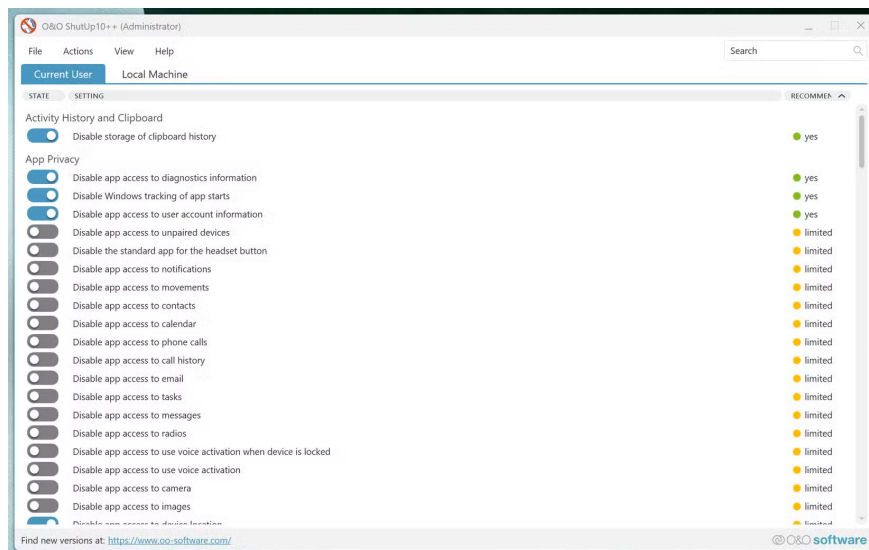 O&O ShutUp10++ (Administrator)
File Actions View Help Search
Current User Local Machine
STATE SETTING RECOMMEN
Activity History and Clipboard
Disable storage of clipboard history yes
App Privacy
Disable app access to diagnostics information yes
Disable Windows tracking of app starts yes
Disable app access to user account information yes
Disable app access to unpaired devices limited
Disable the standard app for the headset button limited
Disable app access to notifications limited
Disable app access to movements limited
Disable app access to contacts limited
Disable app access to calendar limited
Disable app access to phone calls limited
Disable app access to call history limited
Disable app access to email limited
Disable app access to tasks limited
Disable app access to messages limited
Disable app access to radios limited
Disable app access to use voice activation when device is locked limited
Disable app access to use voice activation limited
Disable app access to camera limited
Disable app access to images limited
Disable app access to device location limited
Find new versions at: https://www.oo-software.com/ O&O software